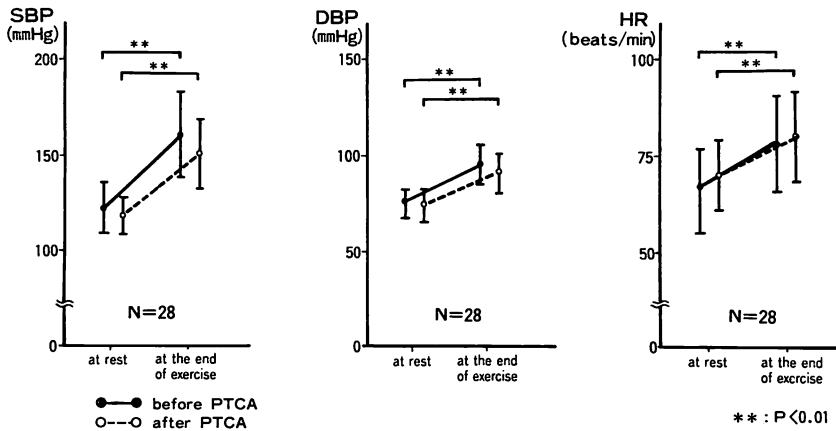 SBP
(mmHg)
200
150
100
0
**
**
N=28
at rest
at the end
of exercise
DBP
(mmHg)
150
100
50
0
**
**
N=28
at rest
at the end
of exercise
HR
(beats/min)
100
75
50
0
**
**
N=28
at rest
at the end
of exercise
before PTCA
after PTCA
** : P<0.01